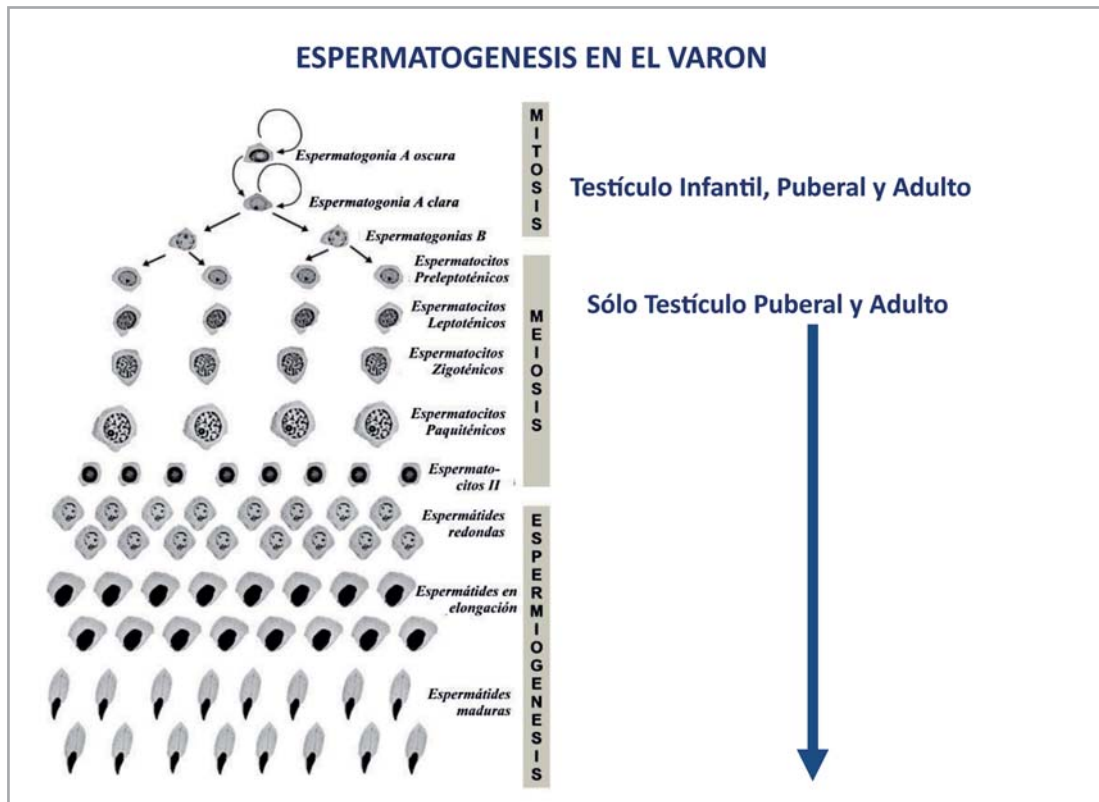 ESPERMATOGENESIS EN EL VARON
Espermatogonia A oscura
Espermatogonia A clara
Espermatogonias B
Espermatocitos
Preleptoténicos
Espermatocitos
Leptoténicos
Espermatocitos
Zigoténicos
Espermatocitos
Paquiténicos
Espermato-
citos II
Espermátides
redondas
Espermátides en
elongación
Espermátides
maduras
MITOSIS
MEIOSIS
ESPERMIOGENESIS
Testículo Infantil, Puberal y Adulto
Sólo Testículo Puberal y Adulto